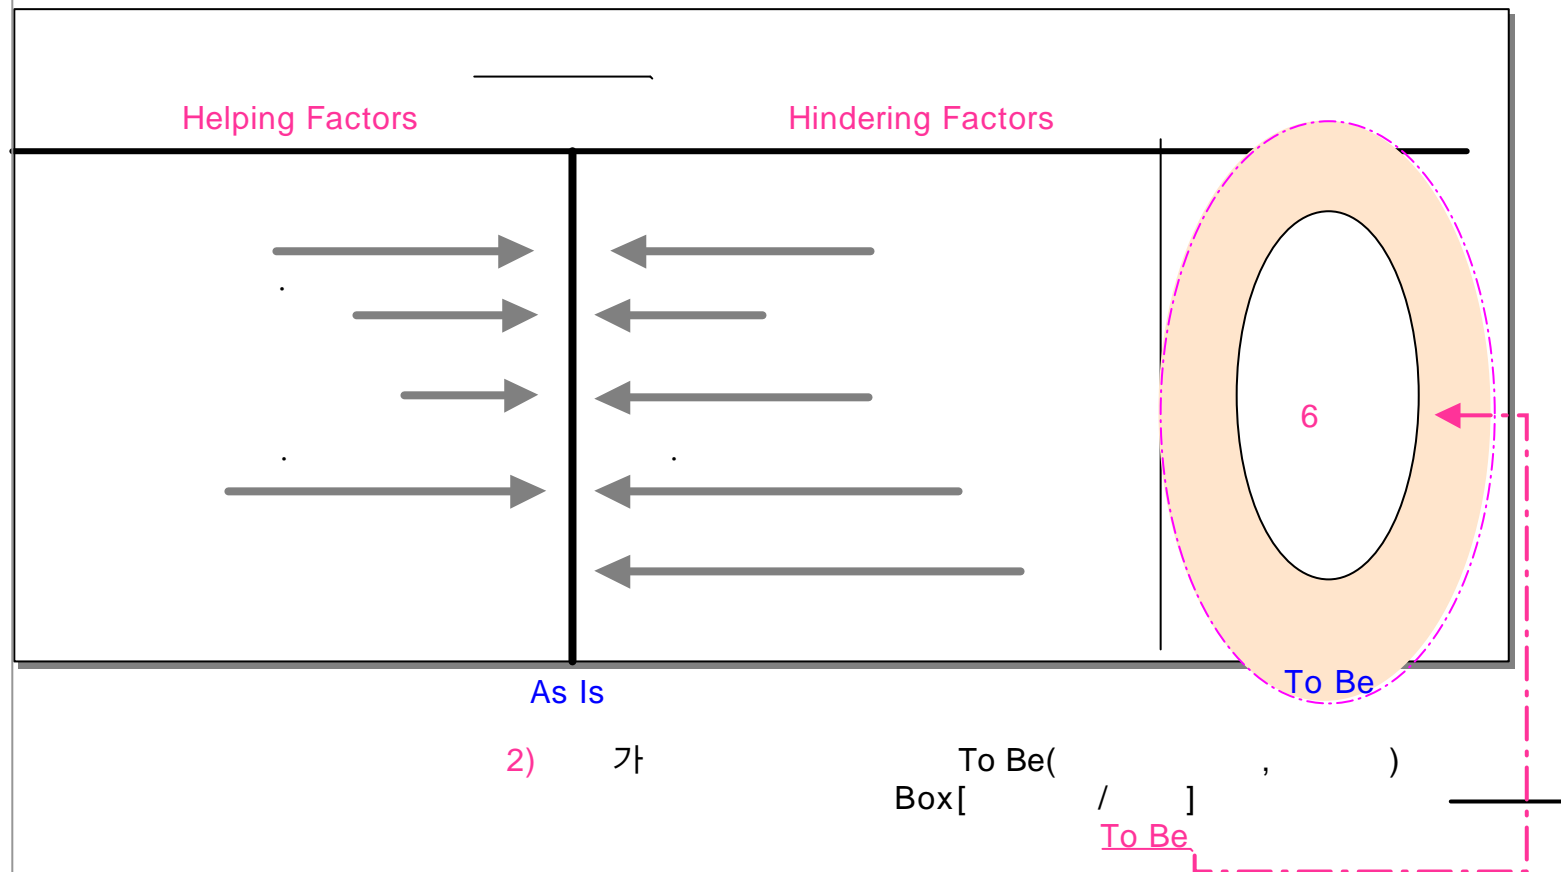 Helping Factors Hindering Factors
6
As Is To Be
2) 가 To Be( , )
Box[ / ]
To Be